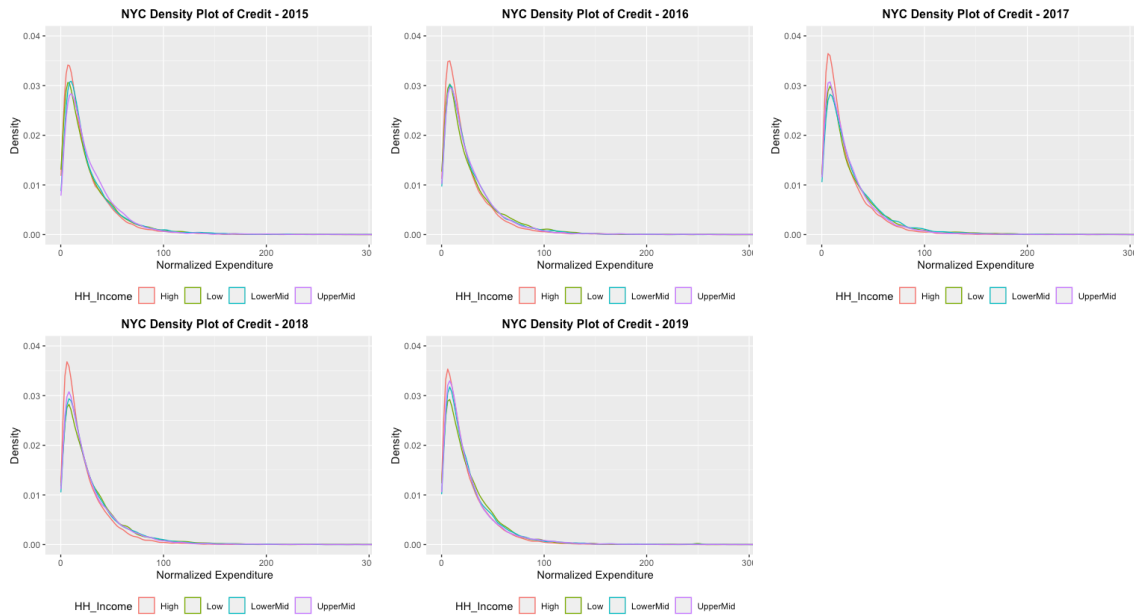 NYC Density Plot of Credit - 2015
0.04
0.03
0.02
0.01
0.00
Density
0
100
200
300
Normalized Expenditure
HH_Income High Low LowerMid UpperMid
NYC Density Plot of Credit - 2016
0.04
0.03
0.02
0.01
0.00
Density
0
100
200
300
Normalized Expenditure
HH_Income High Low LowerMid UpperMid
NYC Density Plot of Credit - 2017
0.04
0.03
0.02
0.01
0.00
Density
0
100
200
30
Normalized Expenditure
HH_Income High Low LowerMid UpperMid
NYC Density Plot of Credit - 2018
0.04
0.03
0.02
0.01
0.00
Density
0
100
200
300
Normalized Expenditure
HH_Income High Low LowerMid UpperMid
NYC Density Plot of Credit - 2019
0.04
0.03
0.02
0.01
0.00
Density
0
100
200
300
Normalized Expenditure
HH_Income High Low LowerMid UpperMid